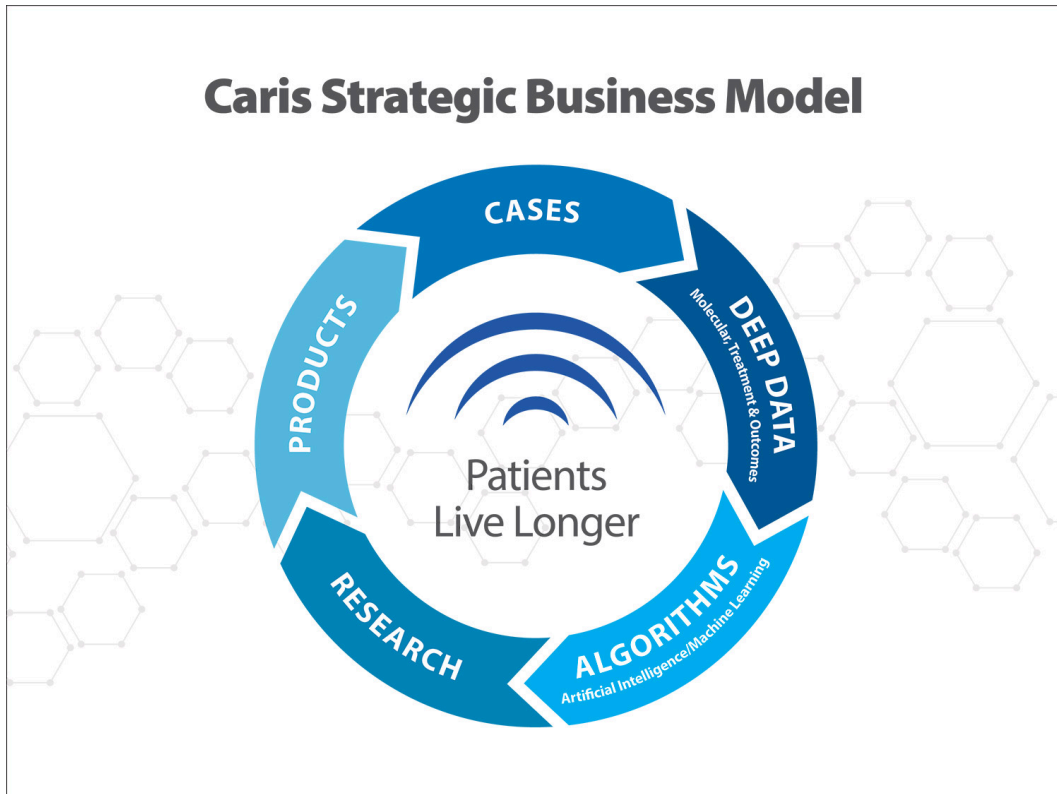 Caris Strategic Business Model
CASES
DEEP DATA
Molecular, Treatment & Outcomes
ALGORITHMS
Artificial Intelligence/Machine Learning
RESEARCH
PRODUCTS
Patients
Live Longer